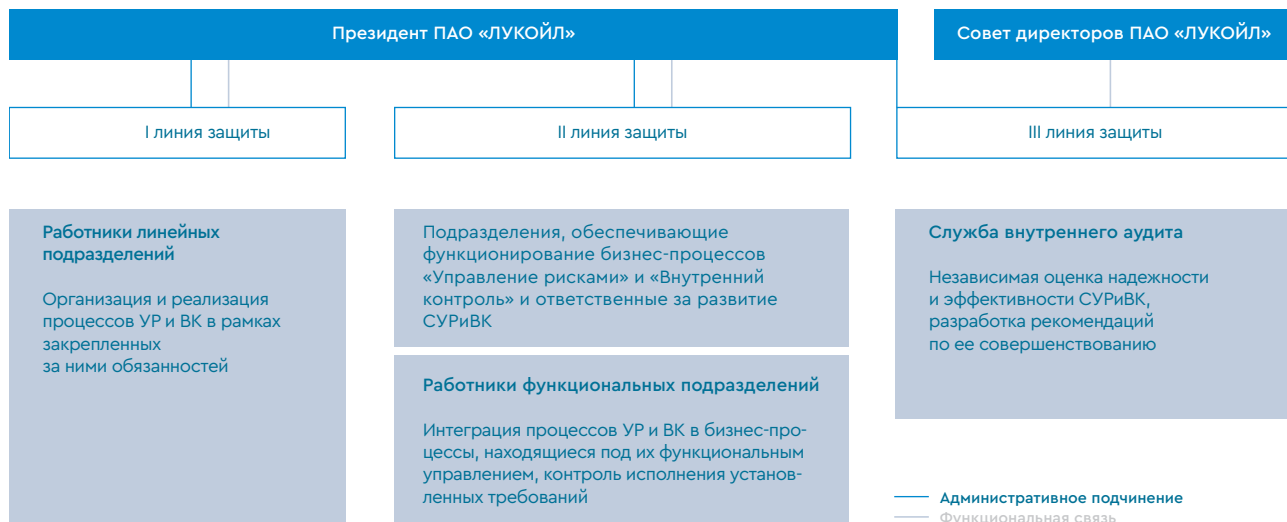 Президент ПАО «ЛУКОЙЛ»
Совет директоров ПАО «ЛУКОЙЛ»
I линия защиты
II линия защиты
III линия защиты
Работники линейных
подразделений
Организация и реализация
процессов УР и ВК в рамках
закрепленных
за ними обязанностей
Подразделения, обеспечивающие
функционирование бизнес-процессов
«Управление рисками» и «Внутренний
контроль» и ответственные за развитие
СУРиВК
Работники функциональных подразделений
Интеграция процессов УР и ВК в бизнес-про-
цессы, находящиеся под их функциональным
управлением, контроль исполнения установ-
ленных требований
Служба внутреннего аудита
Независимая оценка надежности
и эффективности СУРиВК,
разработка рекомендаций
по ее совершенствованию
Административное подчинение
Функциональная связь